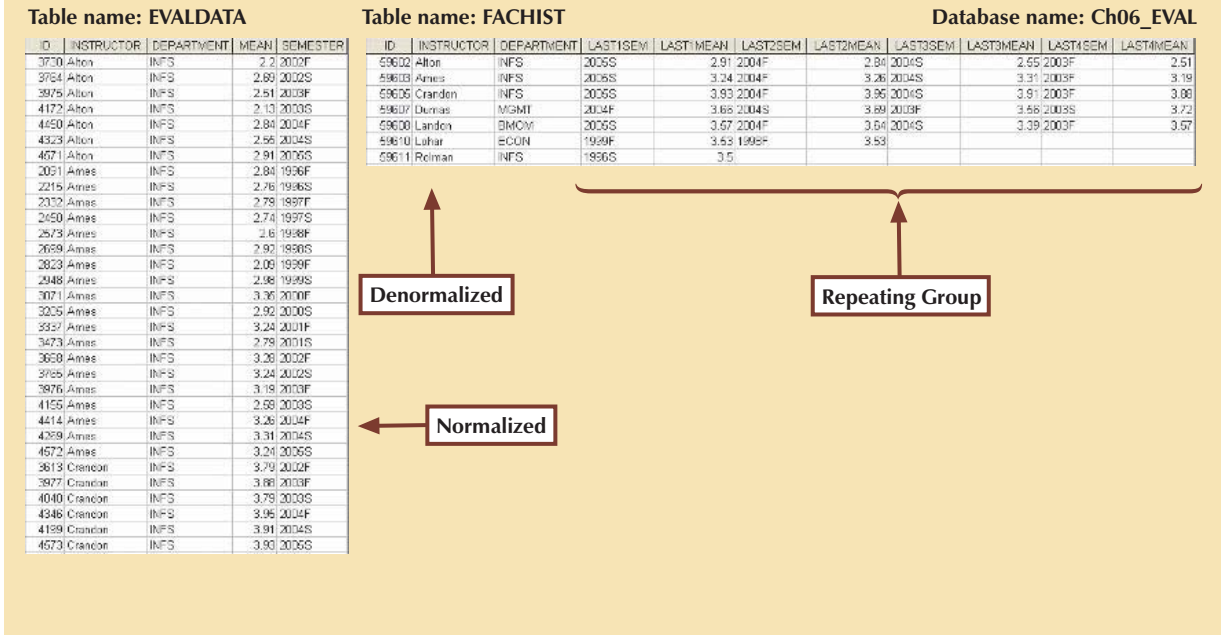 Table name: EVALDATA
Table name: FACHIST
Database name: Ch06_EVAL
ID INSTRUCTOR DEPARTMENT MEAN SEMESTER
3730 Alton INFS 2.2 2002F
3764 Alton INFS 2.69 2002S
3975 Alton INFS 2.51 2003F
4172 Alton INFS 2.13 2003S
4450 Alton INFS 2.84 2004F
4323 Alton INFS 2.55 2004S
4571 Alton INFS 2.91 2005S
2091 Ames INFS 2.84 1996F
2215 Ames INFS 2.76 1996S
2332 Ames INFS 2.79 1997F
2450 Ames INFS 2.74 1997S
2573 Ames INFS 2.6 1998F
2699 Ames INFS 2.92 1998S
2823 Ames INFS 2.09 1999F
2948 Ames INFS 2.98 1999S
3071 Ames INFS 3.35 2000F
3205 Ames INFS 2.92 2000S
3337 Ames INFS 3.24 2001F
3473 Ames INFS 2.79 2001S
Ames INFS 3.28 2002F
3765 Ames INFS 3.24 2002S
3976 Ames INFS 3.19 2003F
Ames INFS 2.59 2003S
4414 Ames INFS 3.26 2004F
Ames INFS 3.31 2004S
4572 Ames INFS 3.24 2005S
3613 Crandon INFS 3.79 2002F
3977 Crandon INFS 3.88 2003F
4040 Crandon INFS 3.79 2003S
4346 Crandon INFS 3.95 2004F
4199 Crandon INFS 3.91 2004S
4573 Crandon INFS 3.93 2005S
ID INSTRUCTOR DEPARTMENT LAST1SEM LAST1MEAN LAST2SEM LAST2MEAN LAST3SEM LAST3MEAN LAST4SEM LAST4MEAN
59602 Alton INFS 2005S 2.91 2004F 2.84 2004S 2.55 2003F 2.51
59603 Ames INFS 2005S 3.24 2004F 3.26 2004S 3.31 2003F 3.19
59605 Crandon INFS 2005S 3.93 2004F 3.95 2004S 3.91 2003F 3.88
59607 Dumas MGMT 2004F 3.66 2004S 3.69 2003F 3.56 2003S 3.72
59608 Landon BMOM 2005S 3.57 2004F 3.64 2004S 3.39 2003F 3.57
59610 Lohar ECON 1999F 3.53 1998F 3.53
59611 Rolman INFS 1996S 3.5
Denormalized
Repeating Group
Normalized